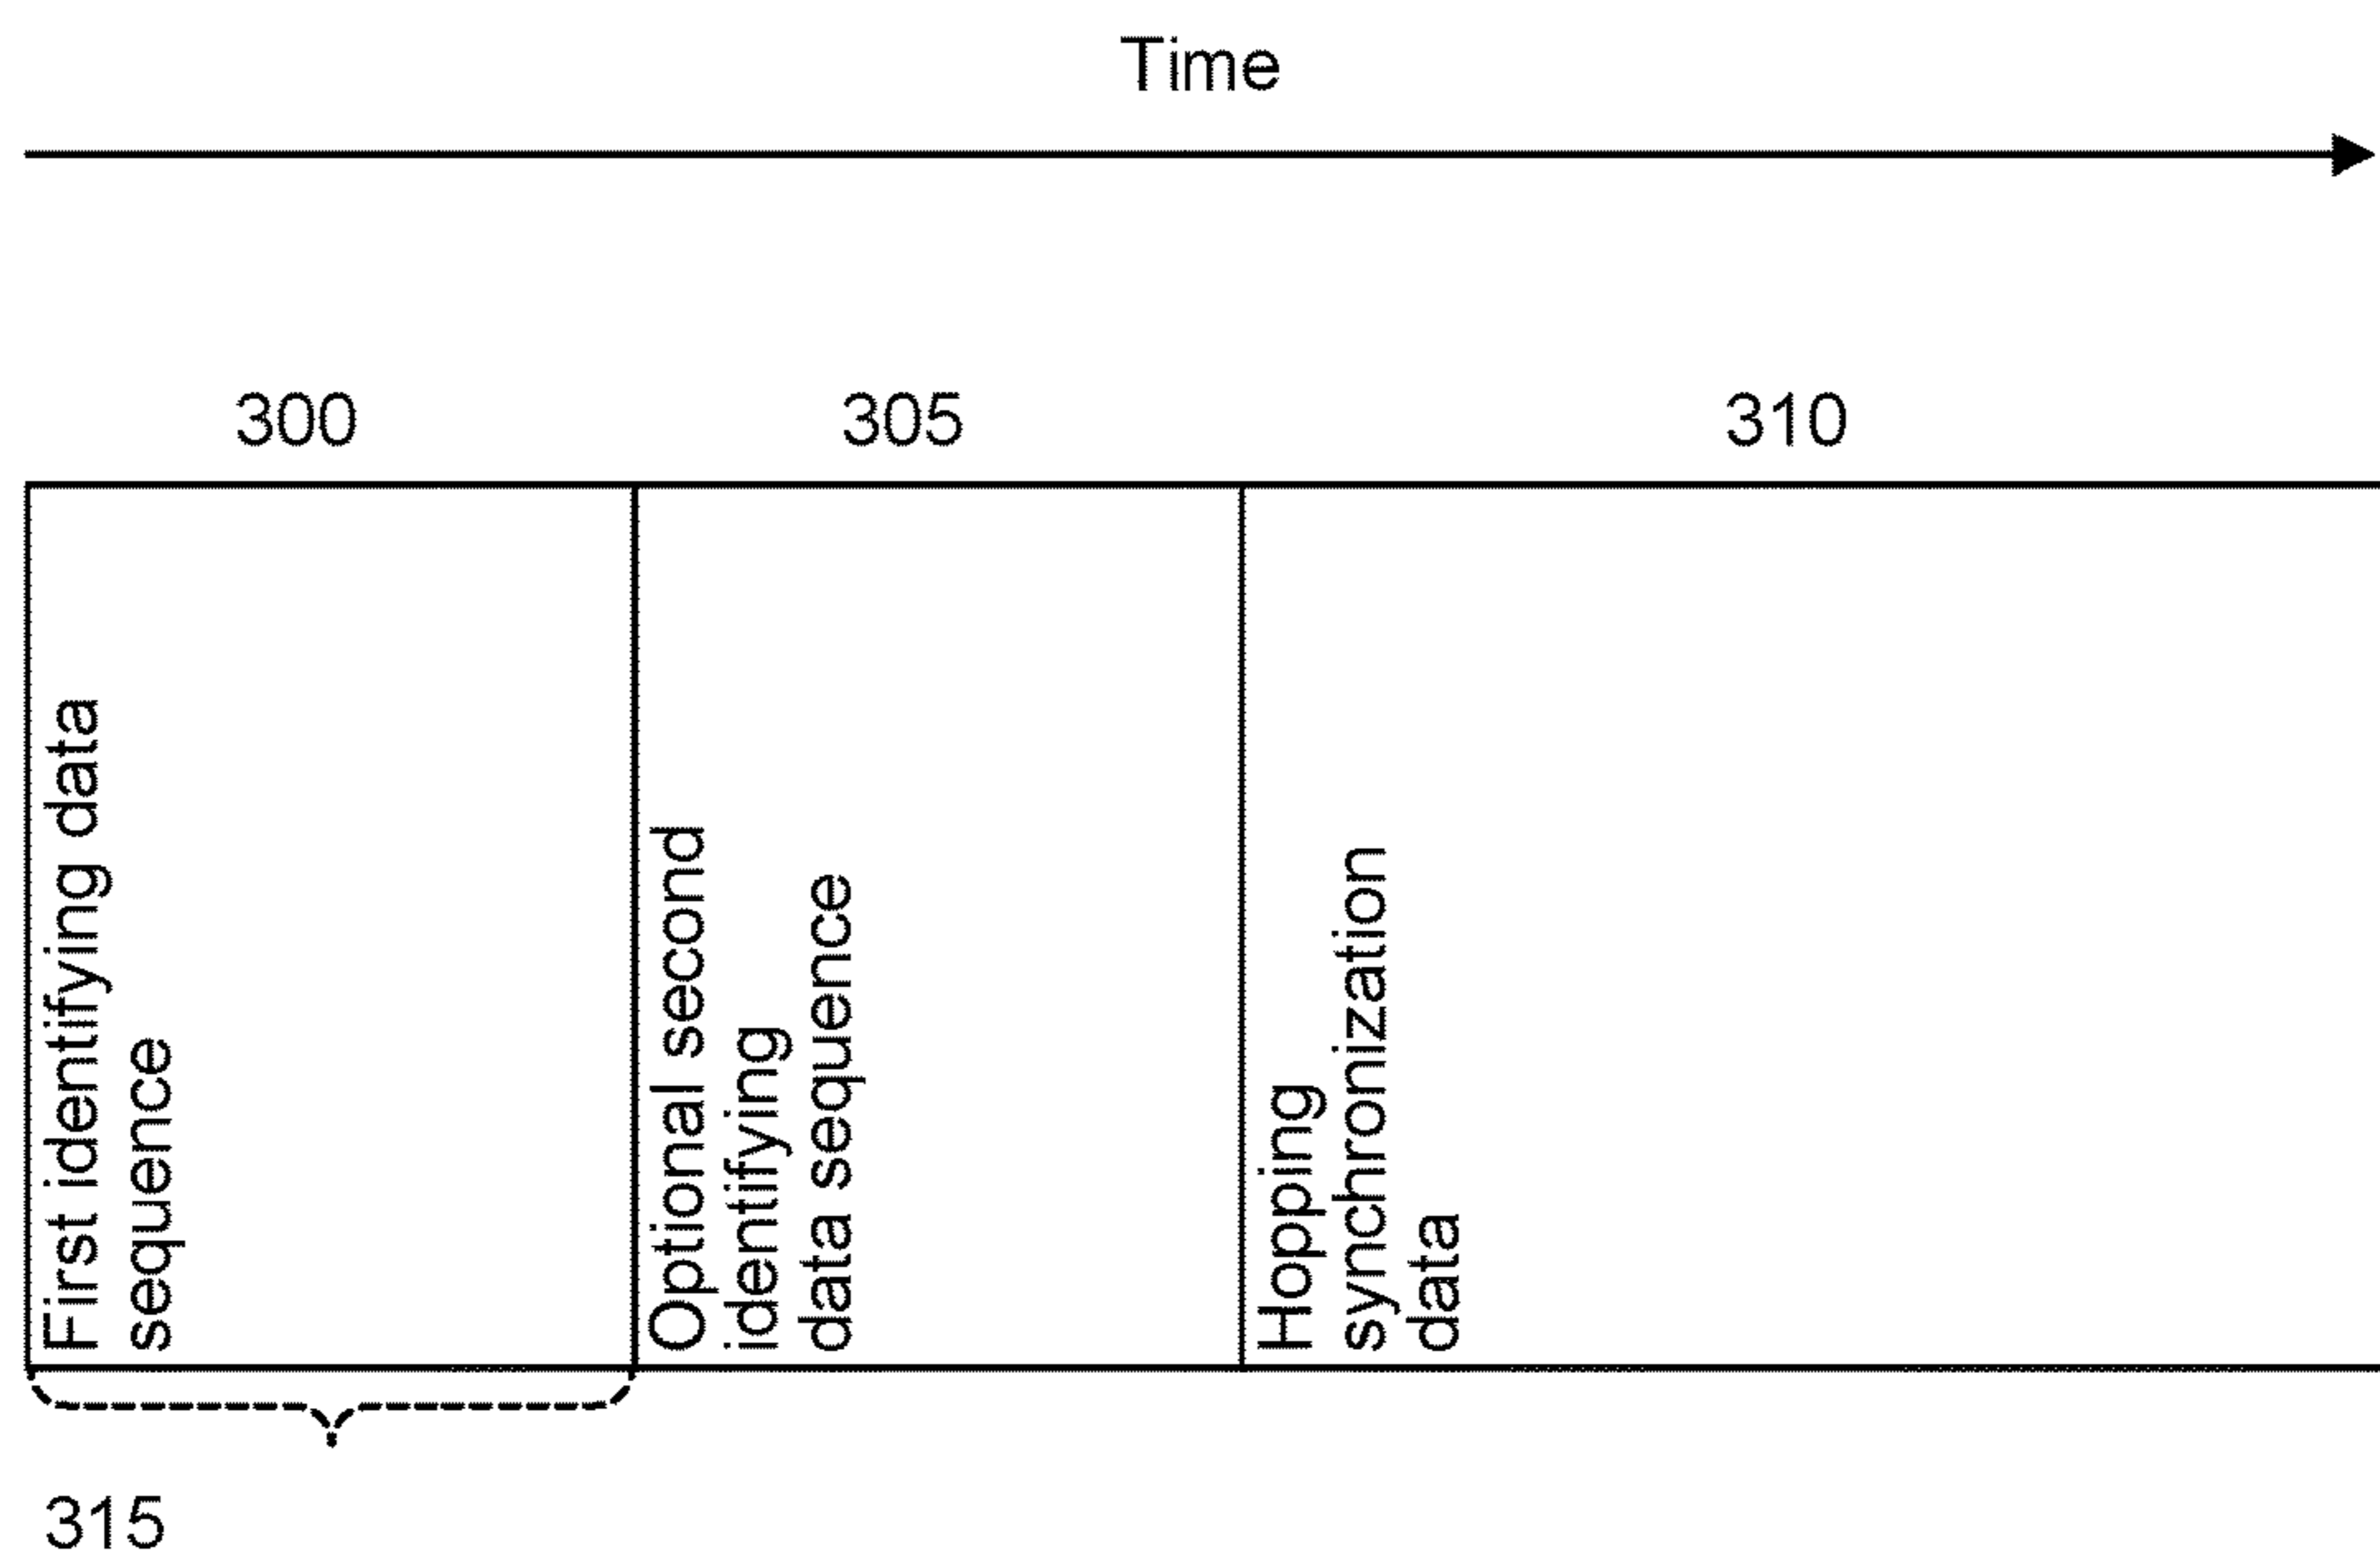 Time
300
305
310
First identifying data
sequence
Optional second
identifying
data sequence
Hopping
synchronization
data
315